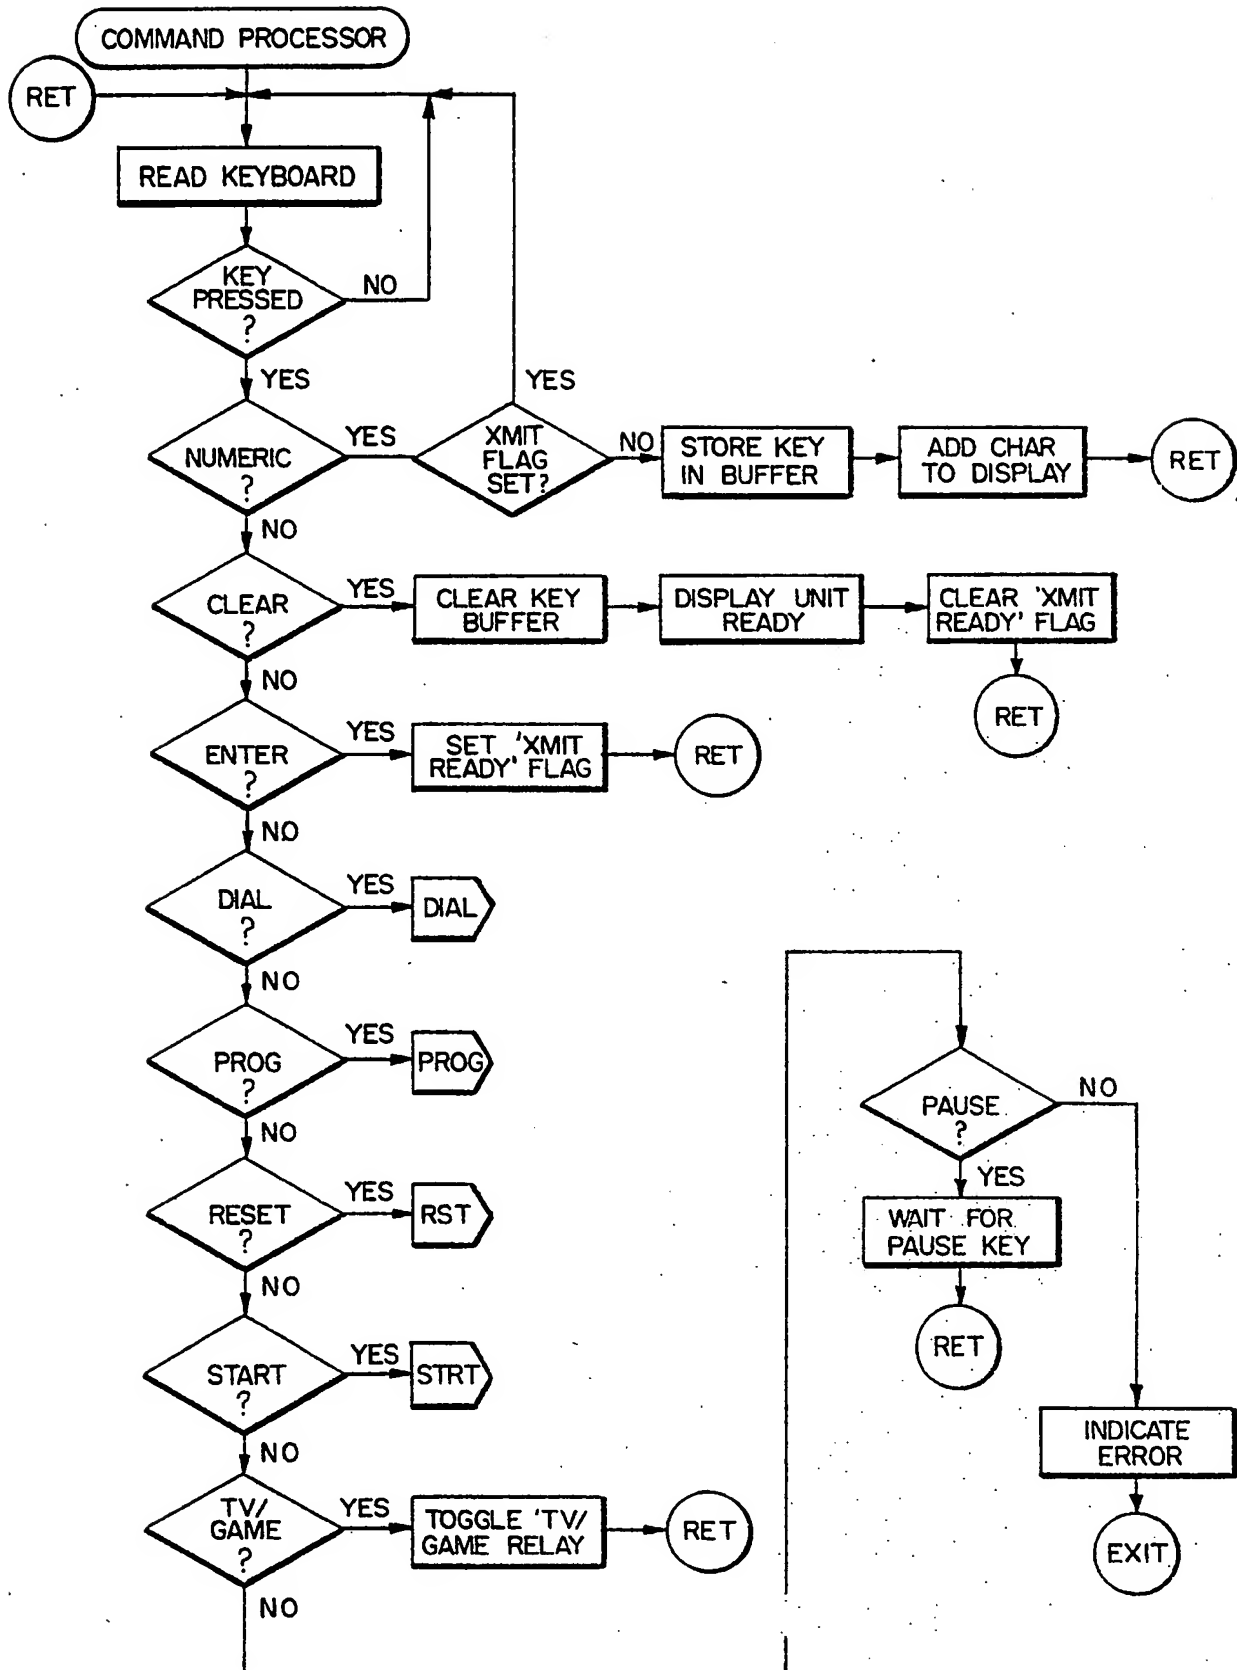 COMMAND PROCESSOR
RET
READ KEYBOARD
KEY
PRESSED
?
NO
YES
NUMERIC
?
YES
XMIT
FLAG
SET?
YES
NO
STORE KEY
IN BUFFER
ADD CHAR
TO DISPLAY
RET
NO
CLEAR
?
YES
CLEAR KEY
BUFFER
DISPLAY UNIT
READY
CLEAR 'XMIT
READY' FLAG
RET
NO
ENTER
?
YES
SET 'XMIT
READY' FLAG
RET
NO
DIAL
?
YES
DIAL
NO
PROG
?
YES
PROG
NO
RESET
?
YES
RST
NO
START
?
YES
STRT
NO
TV/
GAME
?
YES
TOGGLE 'TV/
GAME RELAY
RET
NO
PAUSE
?
NO
YES
WAIT FOR
PAUSE KEY
RET
INDICATE
ERROR
EXIT